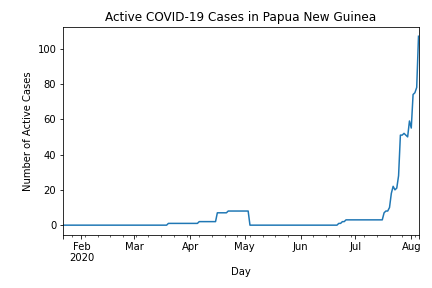 Active COVID-19 Cases in Papua New Guinea
Number of Active Cases
100
80
60
40
20
0
Feb Mar Apr May Jun Jul Aug
2020
Day